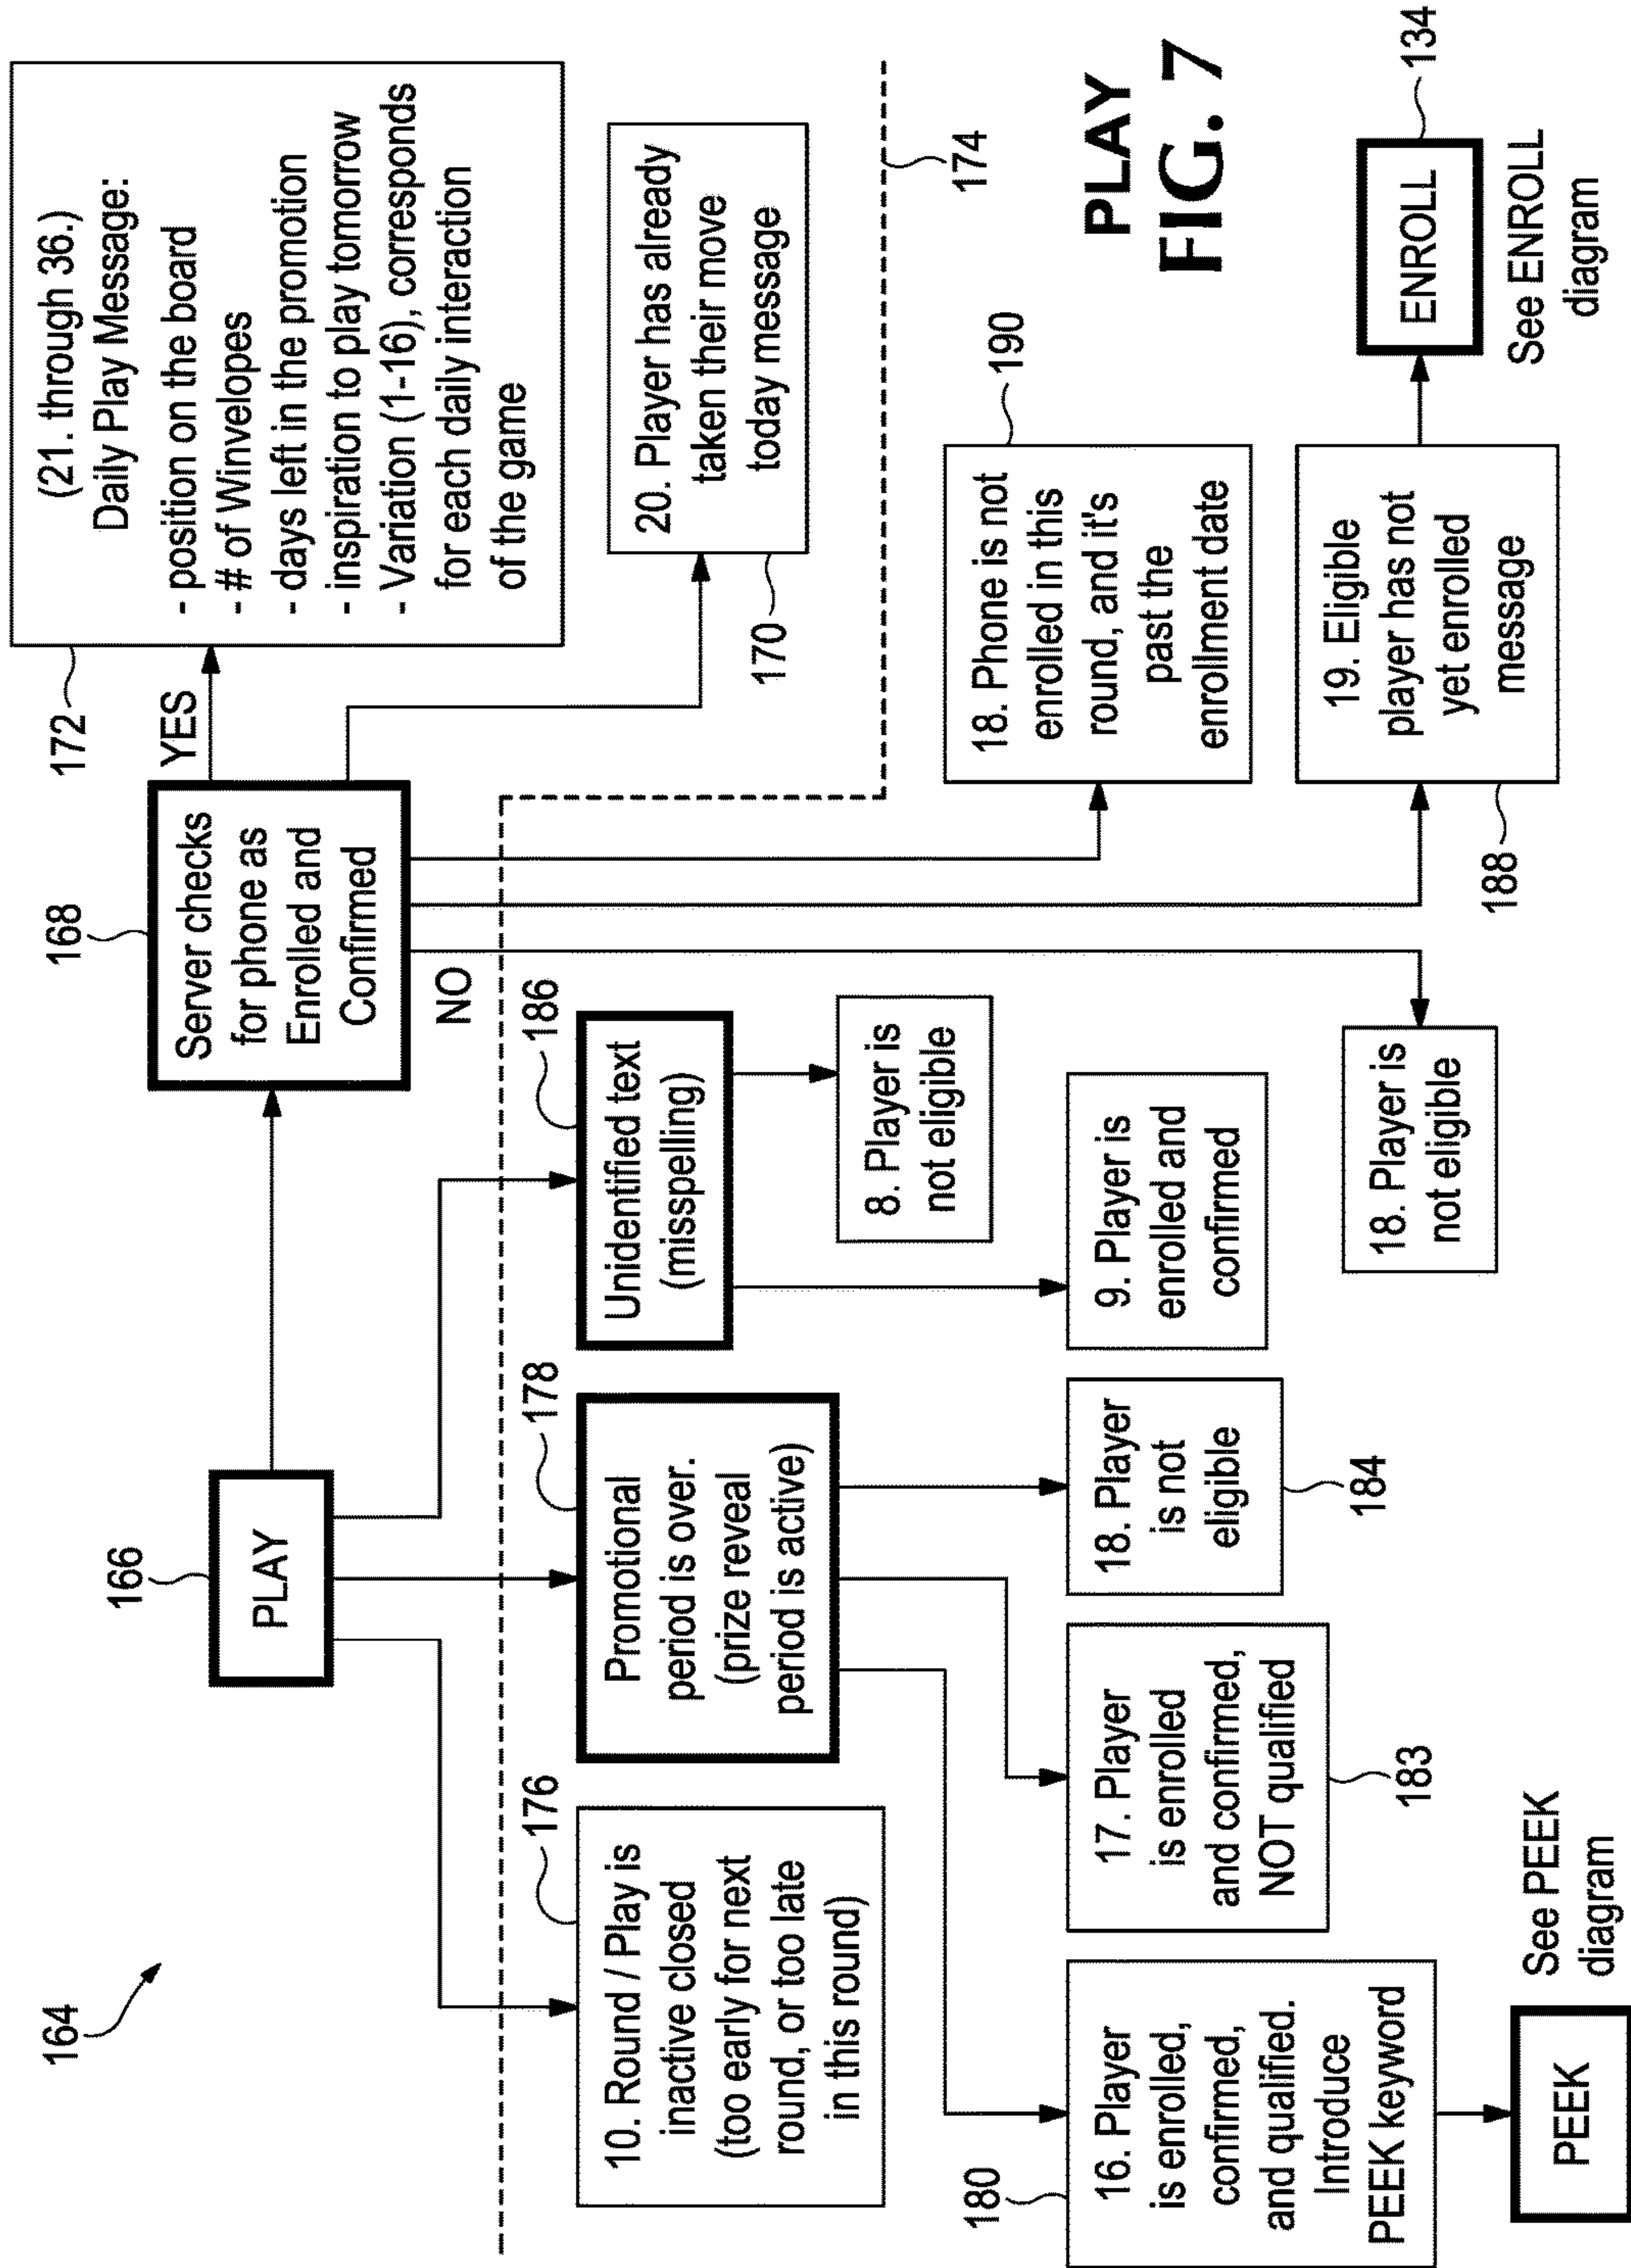 164
166
PLAY
168
Server checks
for phone as
Enrolled and
Confirmed
YES
NO
172
(21. through 36.)
Daily Play Message:
- position on the board
- # of Winvelopes
- days left in the promotion
- inspiration to play tomorrow
- Variation (1-16), corresponds
for each daily interaction
of the game
20. Player has already
taken their move
today message
170
174
176
10. Round / Play is
inactive closed
(too early for next
round, or too late
in this round)
178
Promotional
period is over.
(prize reveal
period is active)
186
Unidentified text
(misspelling)
8. Player is
not eligible
9. Player is
enrolled and
confirmed
180
16. Player
is enrolled,
confirmed,
and qualified.
Introduce
PEEK keyword
17. Player
is enrolled
and confirmed,
NOT qualified
183
18. Player
is not
eligible
184
18. Player is
not eligible
18. Phone is not
enrolled in this
round, and it's
past the
enrollment date
190
19. Eligible
player has not
yet enrolled
message
188
ENROLL
134
See ENROLL
diagram
PEEK
See PEEK
diagram
PLAY
FIG. 7